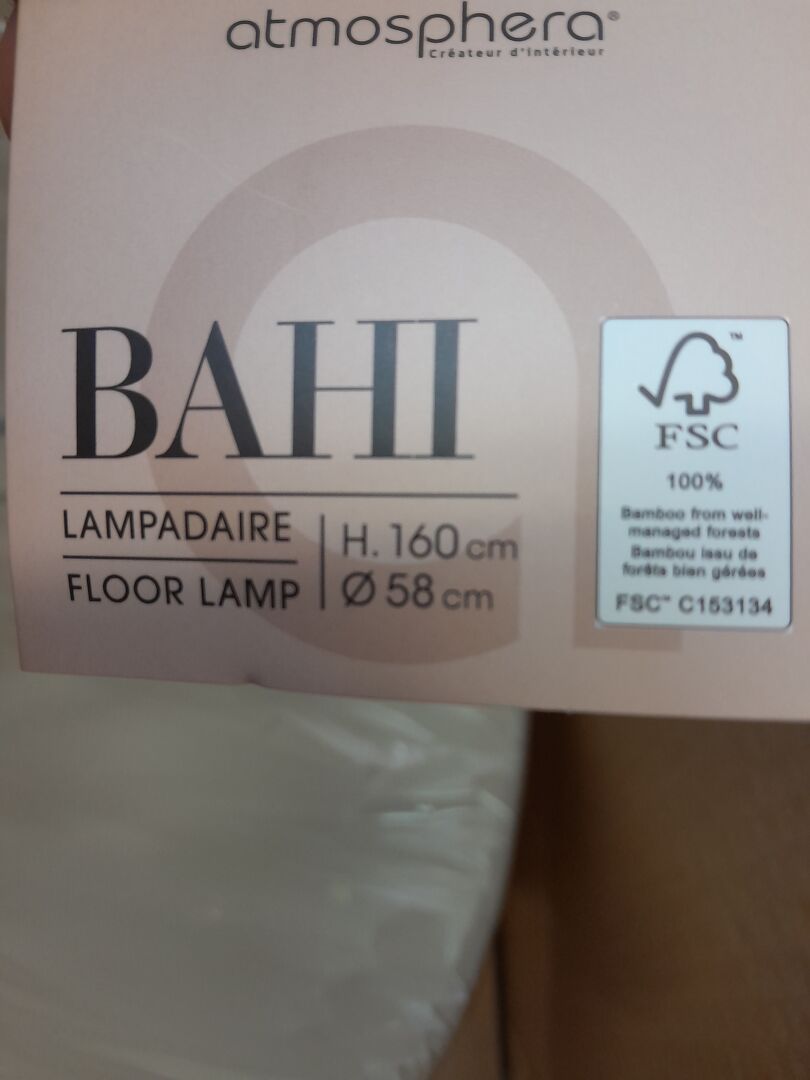 atmosphera®
Créateur d'intérieur
BAHI
LAMPADAIRE
FLOOR LAMP
H. 160 cm
Ø 58 cm
FSC™
100%
Bamboo from well-
managed forests
Bambou issu de
forêts bien gérées
FSC™ C153134